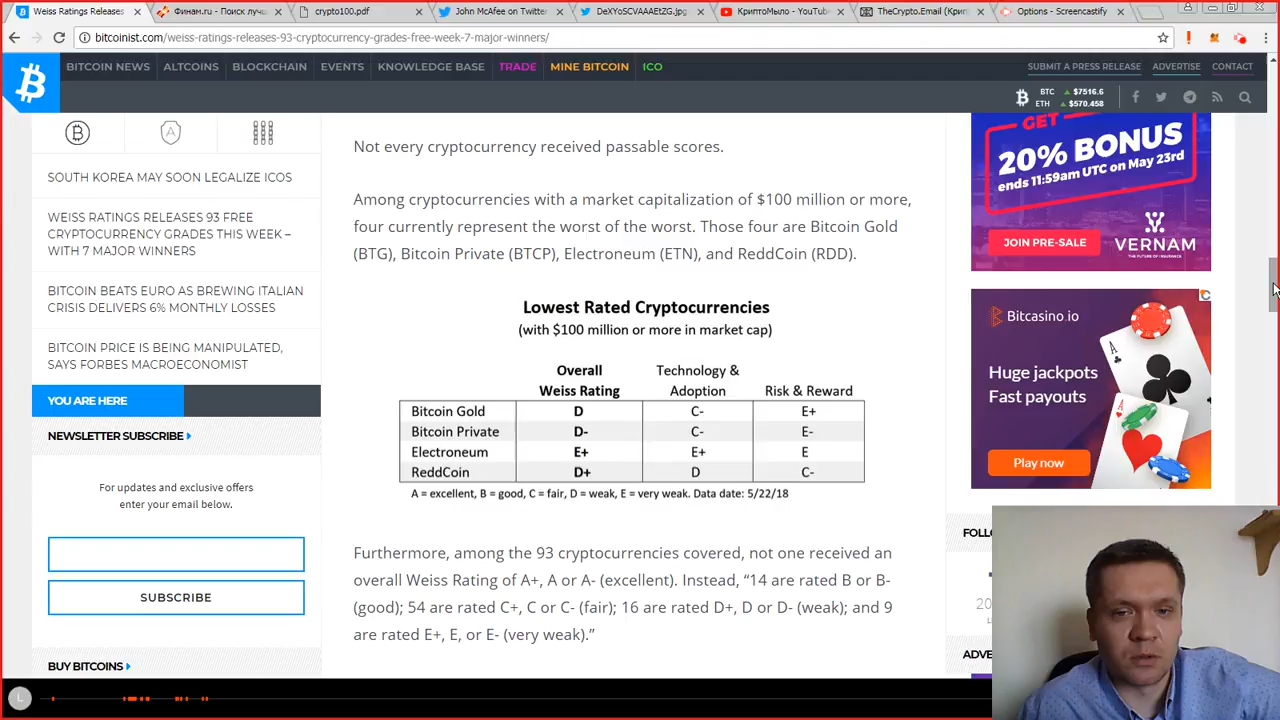 Weiss Ratings Releases
Финам.ru - Поиск лучш
crypto100.pdf
John McAfee on Twitter
DeXYoSCVAAAEtZG.jpg
КриптоМыло - YouTub
TheCrypto.Email (Крип
Options - Screencastify
bitcoinist.com/weiss-ratings-releases-93-cryptocurrency-grades-free-week-7-major-winners/
BITCOIN NEWS ALTCOINS BLOCKCHAIN EVENTS KNOWLEDGE BASE TRADE MINE BITCOIN ICO
SUBMIT A PRESS RELEASE ADVERTISE CONTACT
BTC $7516.6
ETH $570.458
SOUTH KOREA MAY SOON LEGALIZE ICOS
WEISS RATINGS RELEASES 93 FREE
CRYPTOCURRENCY GRADES THIS WEEK –
WITH 7 MAJOR WINNERS
BITCOIN BEATS EURO AS BREWING ITALIAN
CRISIS DELIVERS 6% MONTHLY LOSSES
BITCOIN PRICE IS BEING MANIPULATED,
SAYS FORBES MACROECONOMIST
YOU ARE HERE
NEWSLETTER SUBSCRIBE
For updates and exclusive offers
enter your email below.
SUBSCRIBE
BUY BITCOINS
Not every cryptocurrency received passable scores.
Among cryptocurrencies with a market capitalization of $100 million or more,
four currently represent the worst of the worst. Those four are Bitcoin Gold
(BTG), Bitcoin Private (BTCP), Electroneum (ETN), and ReddCoin (RDD).
Lowest Rated Cryptocurrencies
(with $100 million or more in market cap)
Overall Technology &
Weiss Rating Adoption Risk & Reward
Bitcoin Gold D C- E+
Bitcoin Private D- C- E-
Electroneum E+ E+ E
ReddCoin D+ D C-
A = excellent, B = good, C = fair, D = weak, E = very weak. Data date: 5/22/18
Furthermore, among the 93 cryptocurrencies covered, not one received an
overall Weiss Rating of A+, A or A- (excellent). Instead, “14 are rated B or B-
(good); 54 are rated C+, C or C- (fair); 16 are rated D+, D or D- (weak); and 9
are rated E+, E, or E- (very weak).”
GET
20% BONUS
ends 11:59am UTC on May 23rd
JOIN PRE-SALE
VERNAM
THE FUTURE OF INSURANCE
Bitcasino.io
Huge jackpots
Fast payouts
Play now
FOLL
20
ADVE
L